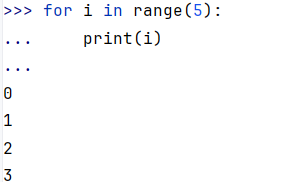 >>> for i in range(5):
...     print(i)
...
0
1
2
3